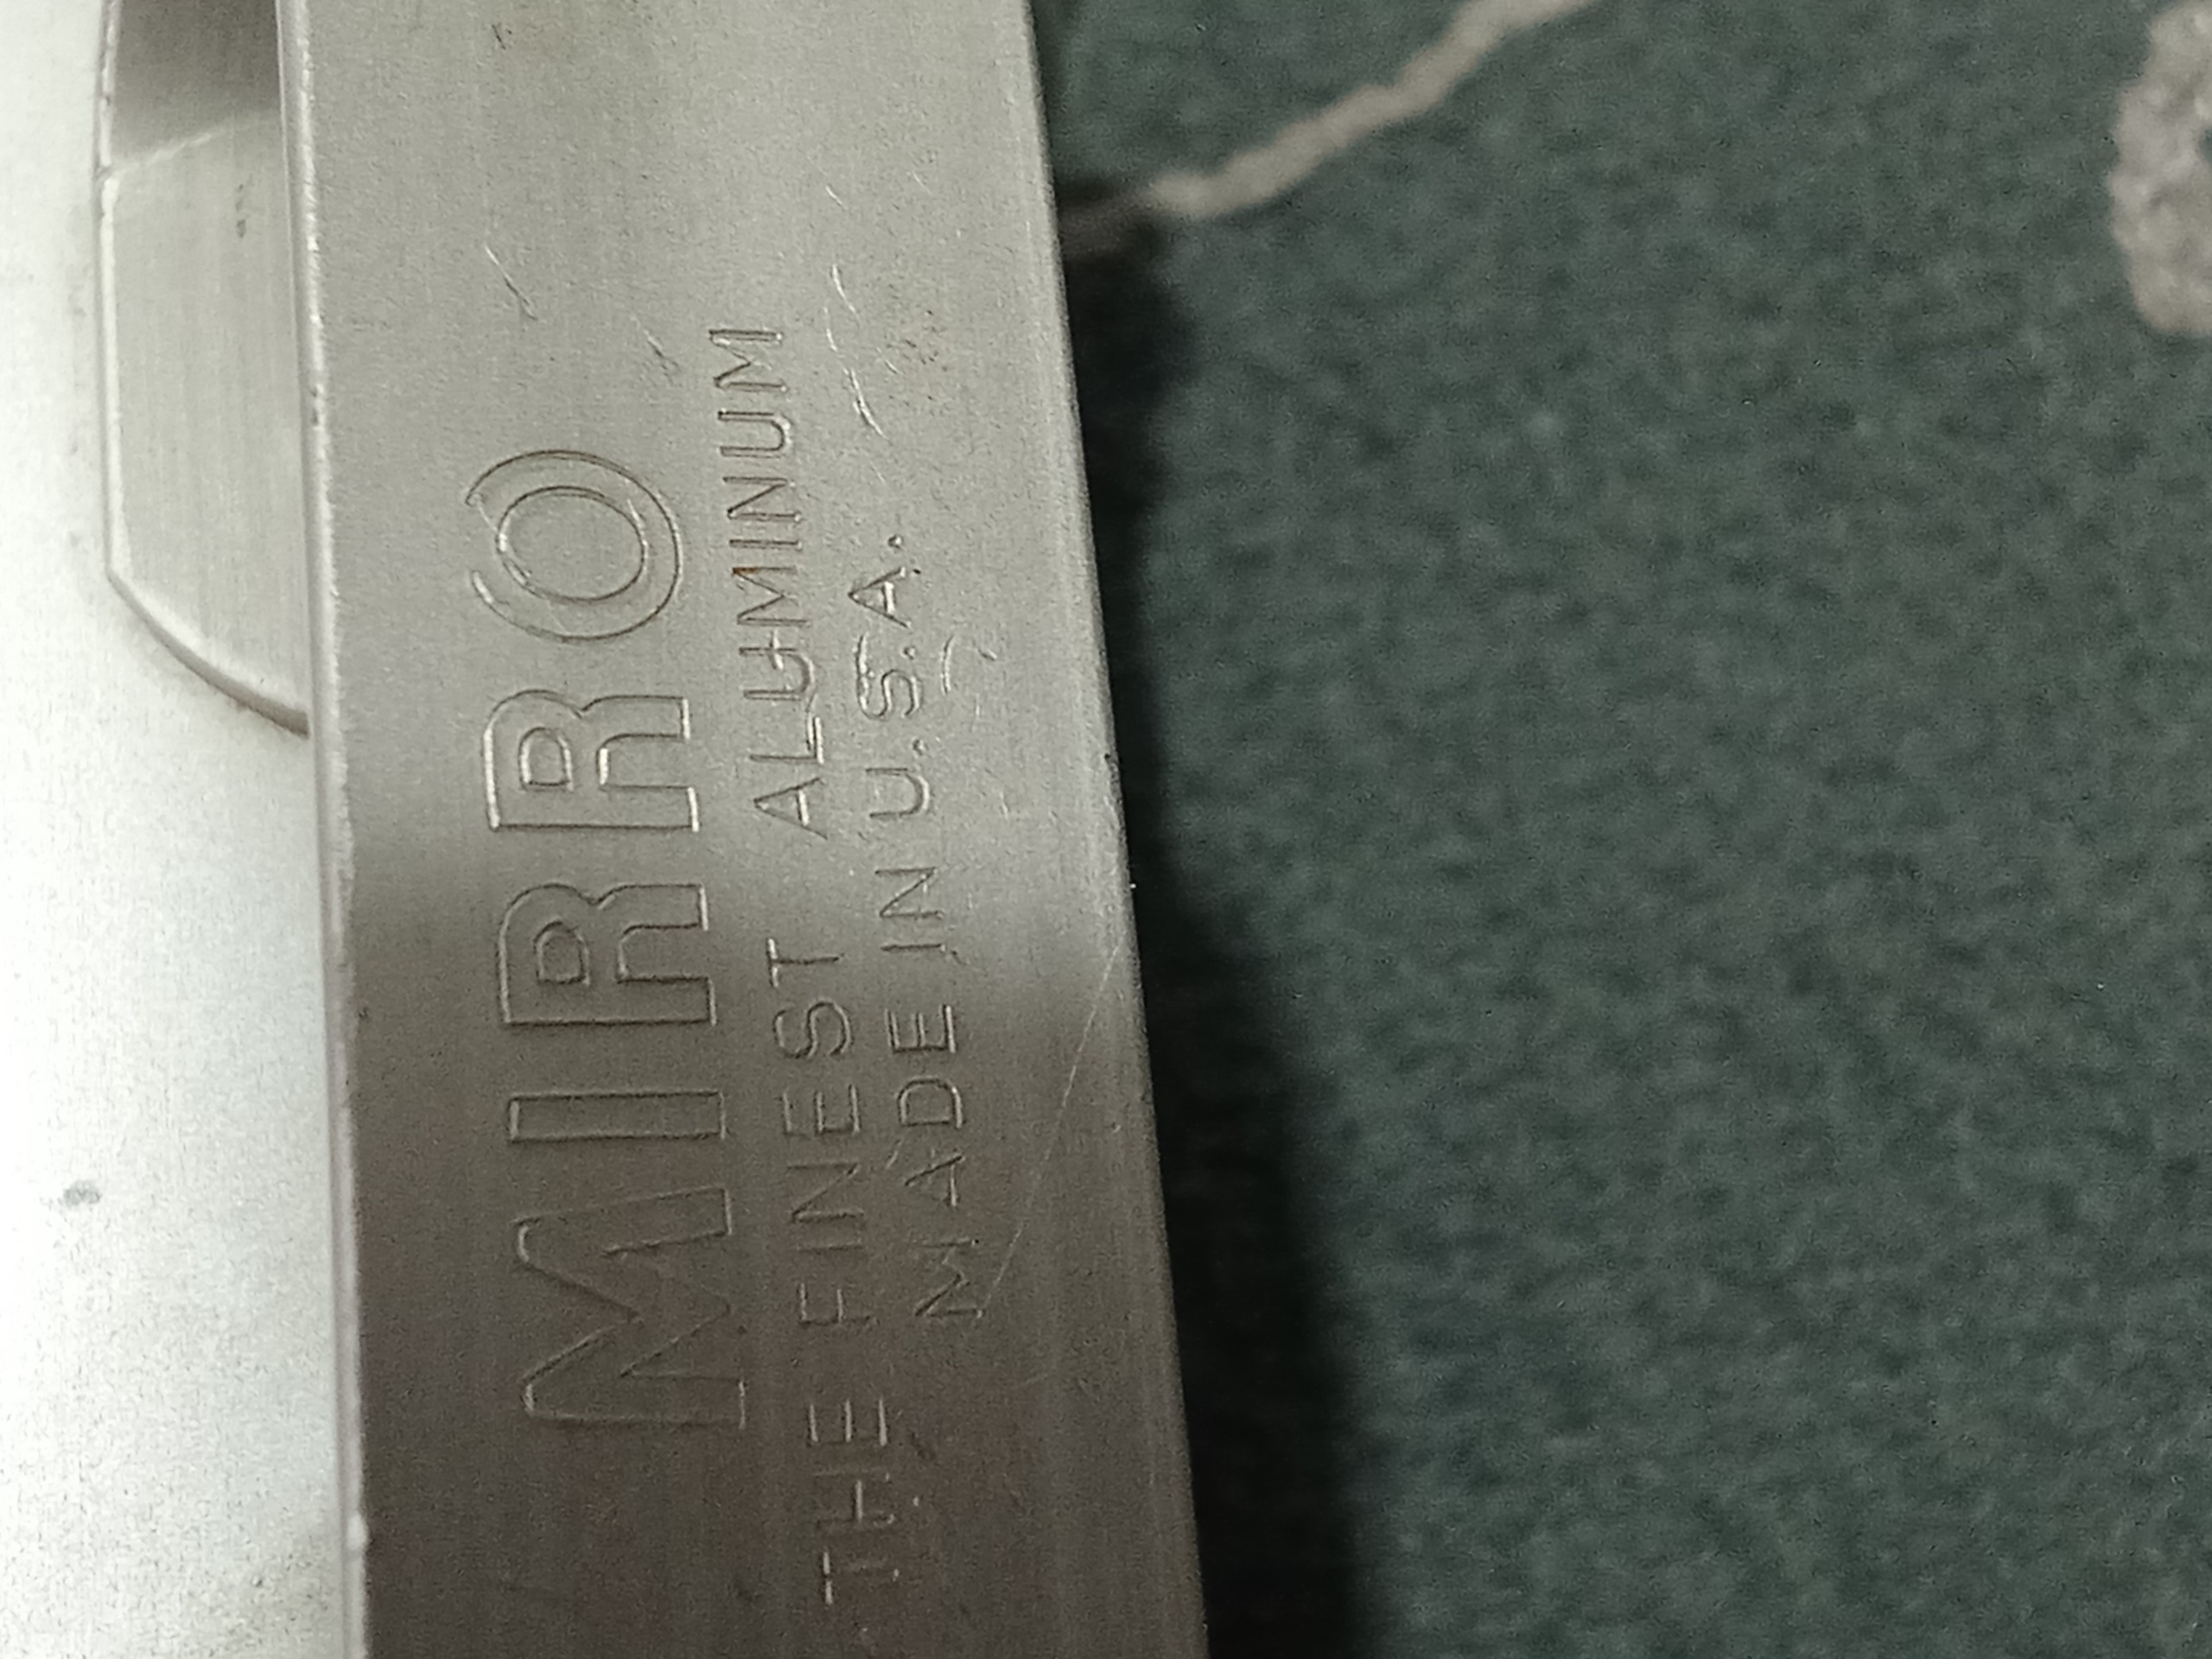 MIRRO
THE FINEST ALUMINUM
MADE IN U.S.A.